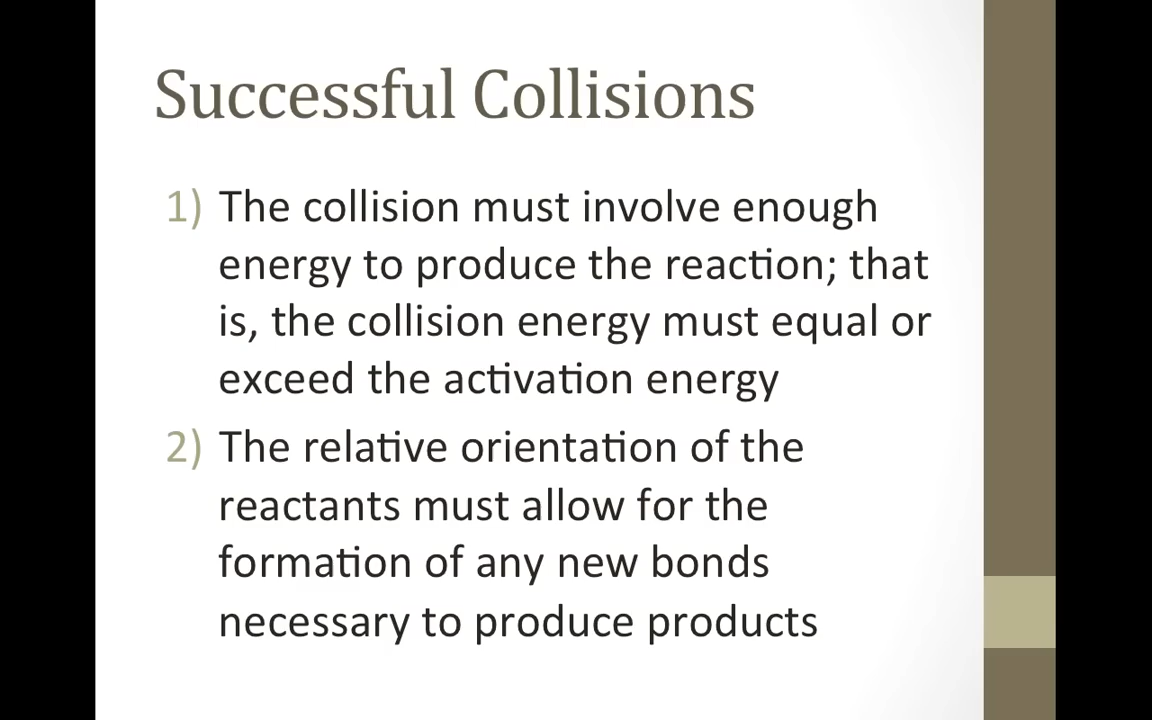 Successful Collisions
1) The collision must involve enough
energy to produce the reaction; that
is, the collision energy must equal or
exceed the activation energy
2) The relative orientation of the
reactants must allow for the
formation of any new bonds
necessary to produce products